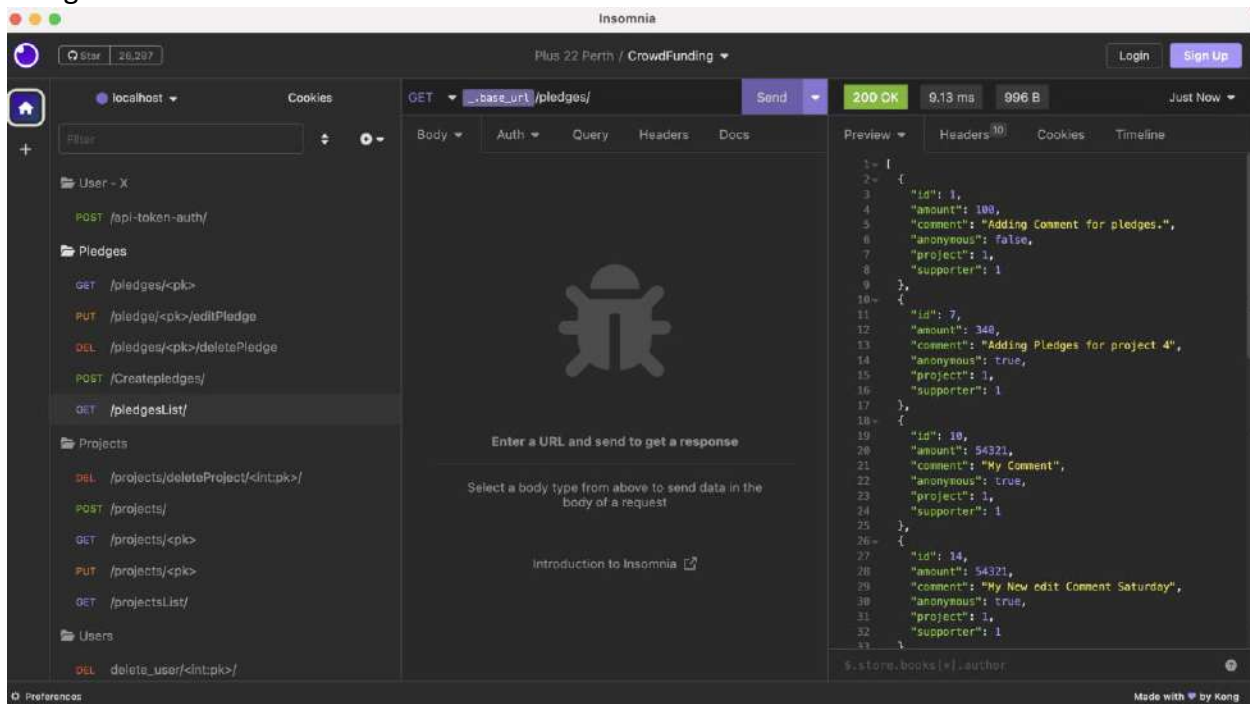 Insomnia
Star 26,297
Plus 22 Perth / CrowdFunding
Login
Sign Up
localhost
Cookies
Filter
User - X
POST /api-token-auth/
Pledges
GET /pledges/<pk>
PUT /pledge/<pk>/editPledge
DEL /pledges/<pk>/deletePledge
POST /Createpledges/
GET /pledgesList/
Projects
DEL /projects/deleteProject/<int:pk>/
POST /projects/
GET /projects/<pk>
PUT /projects/<pk>
GET /projectsList/
Users
DEL delete_user/<int:pk>/
Preferences
GET _.base_url /pledges/ Send
Body Auth Query Headers Docs
Enter a URL and send to get a response
Select a body type from above to send data in the
body of a request
Introduction to Insomnia
200 OK 9.13 ms 996 B Just Now
Preview Headers 10 Cookies Timeline
1 [
2 {
3 "id": 1,
4 "amount": 100,
5 "comment": "Adding Comment for pledges.",
6 "anonymous": false,
7 "project": 1,
8 "supporter": 1
9 },
10 {
11 "id": 7,
12 "amount": 340,
13 "comment": "Adding Pledges for project 4",
14 "anonymous": true,
15 "project": 1,
16 "supporter": 1
17 },
18 {
19 "id": 10,
20 "amount": 54321,
21 "comment": "My Comment",
22 "anonymous": true,
23 "project": 1,
24 "supporter": 1
25 },
26 {
27 "id": 14,
28 "amount": 54321,
29 "comment": "My New edit Comment Saturday",
30 "anonymous": true,
31 "project": 1,
32 "supporter": 1
33 }
$.store.books[*].author
Made with by Kong